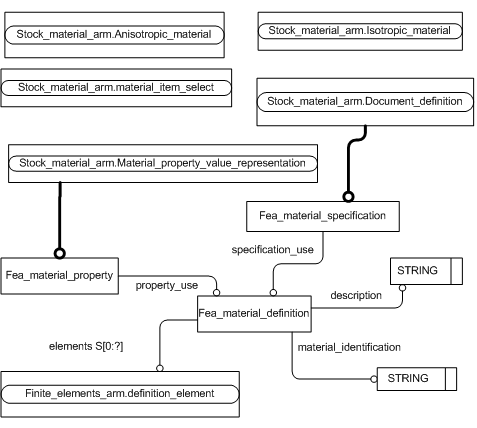 Stock_material_arm.Anisotropic_material
Stock_material_arm.Isotropic_material
Stock_material_arm.material_item_select
Stock_material_arm.Document_definition
Stock_material_arm.Material_property_value_representation
Fea_material_specification
specification_use
Fea_material_property
STRING
property_use
description
Fea_material_definition
elements S[0:?]
material_identification
STRING
Finite_elements_arm.definition_element